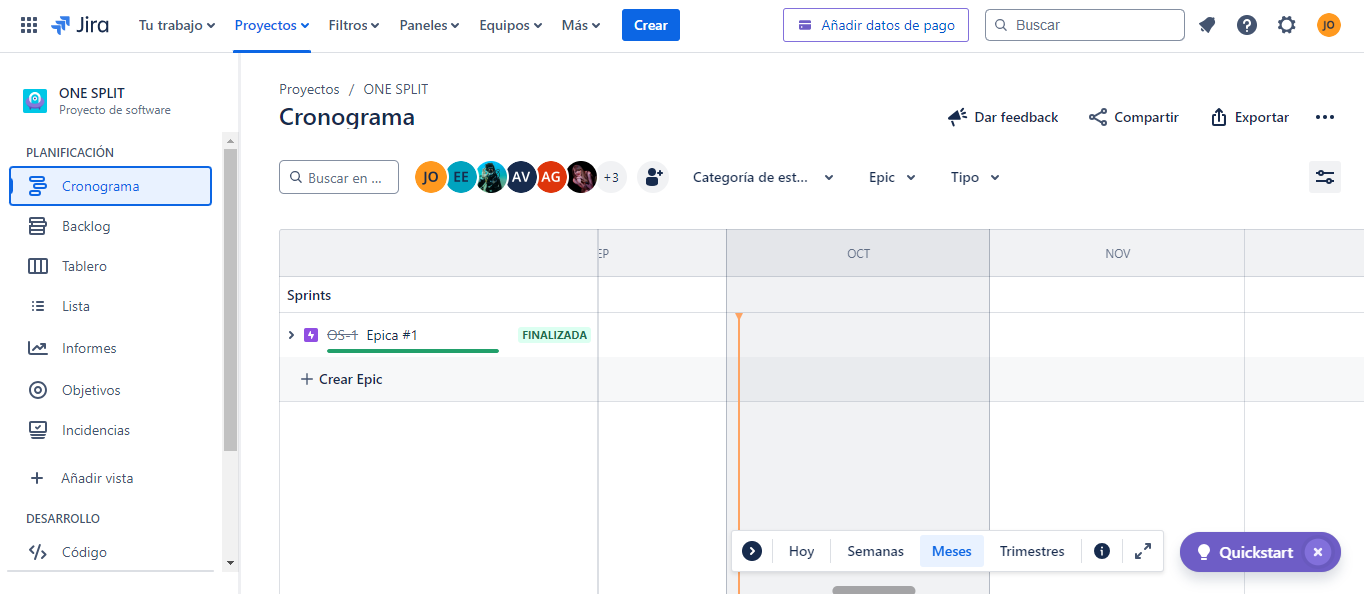 Jira Tu trabajo Proyectos Filtros Paneles Equipos Más Crear Añadir datos de pago Buscar JO
ONE SPLIT
Proyecto de software
PLANIFICACIÓN
Cronograma
Backlog
Tablero
Lista
Informes
Objetivos
Incidencias
Añadir vista
DESARROLLO
Código
Proyectos / ONE SPLIT
Cronograma
Dar feedback Compartir Exportar
Buscar en ... JO EE AV AG +3 Categoría de est... Epic Tipo
EP OCT NOV
Sprints
OS-1 Epica #1 FINALIZADA
Crear Epic
Hoy Semanas Meses Trimestres
Quickstart